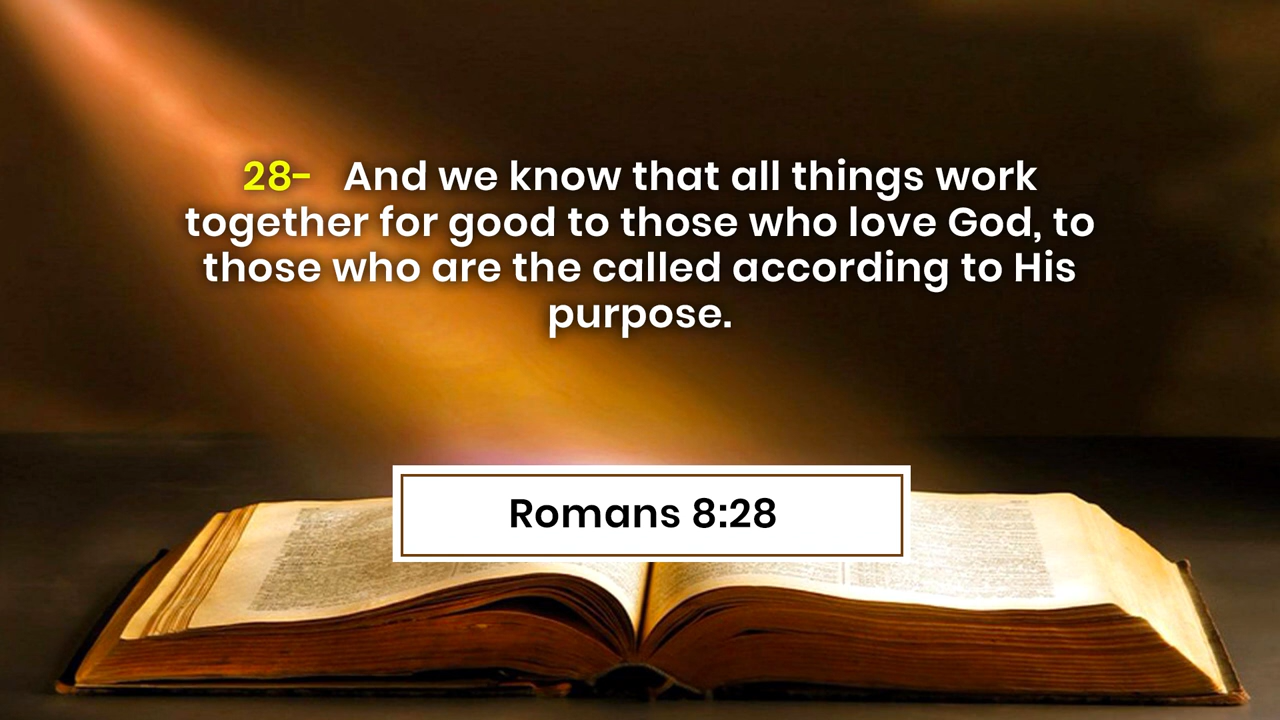 28- And we know that all things work
together for good to those who love God, to
those who are the called according to His
purpose.
Romans 8:28